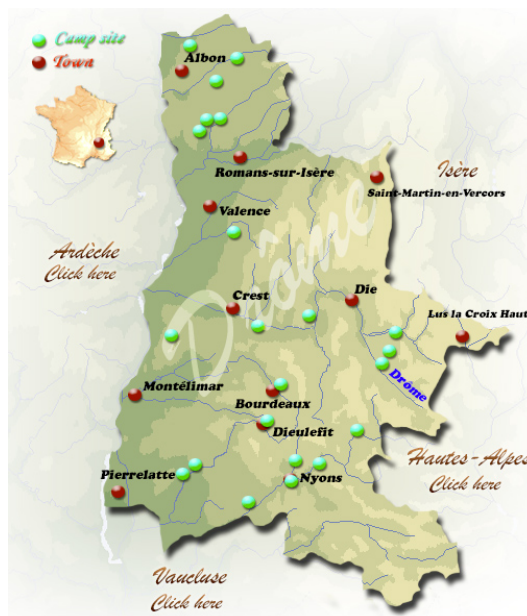 Camp site
Town
Albon
Romans-sur-Isère
Isère
Saint-Martin-en-Vercors
Valence
Drôme
Ardèche
Click here
Crest
Die
Lus la Croix Haut
Montélimar
Bourdeaux
Drôme
Dieulefit
Pierrelatte
Nyons
Hautes-Alpes
Click here
Vaucluse
Click here